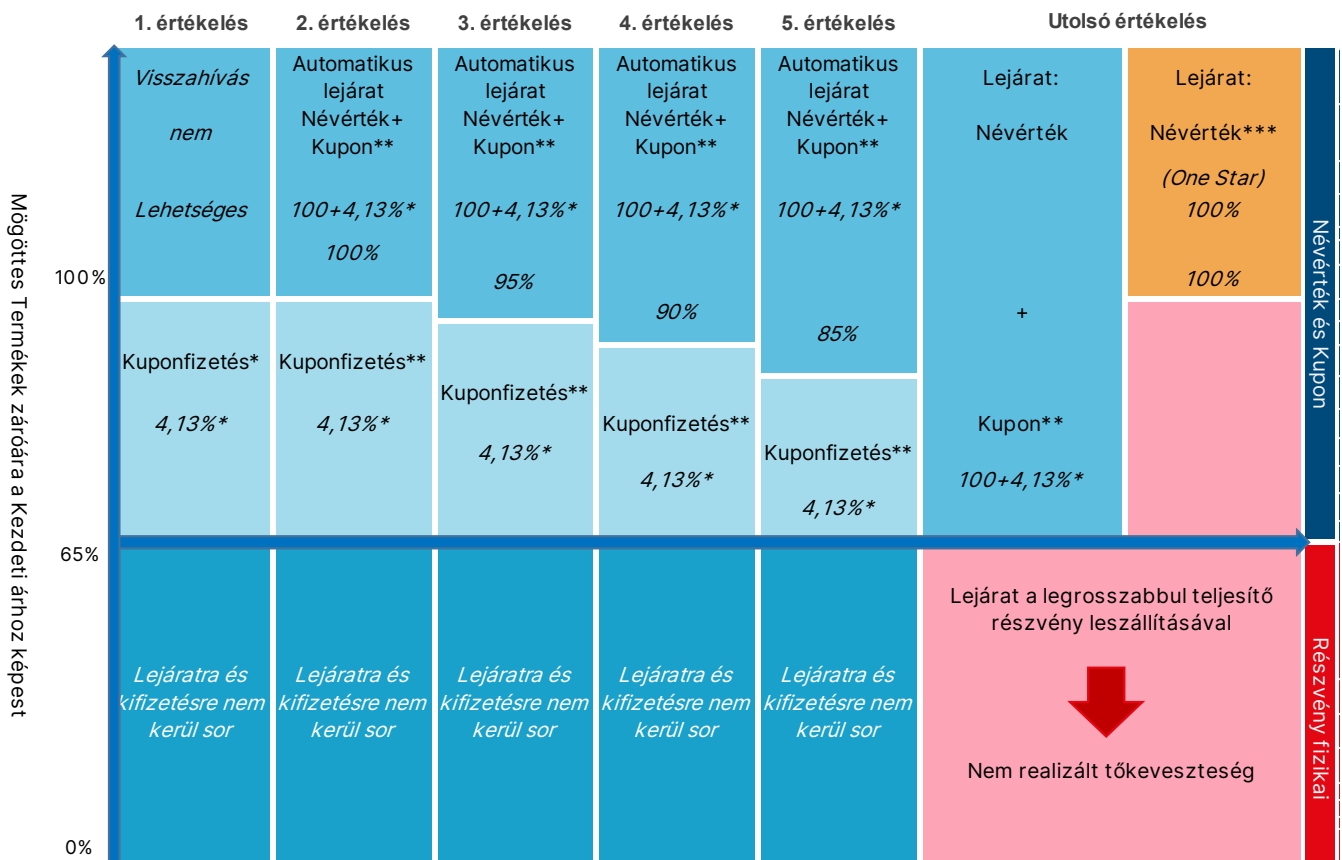 1. értékelés
2. értékelés
3. értékelés
4. értékelés
5. értékelés
Utolsó értékelés
Mögöttes Termékek záróára a Kezdeti árhoz képest
100%
65%
0%
Visszahívás
nem
Lehetséges
Kuponfizetés*
4,13%*
Lejáratra és
kifizetésre nem
kerül sor
Automatikus
lejárat
Névérték+
Kupon**
100+4,13%*
100%
Kuponfizetés**
4,13%*
Lejáratra és
kifizetésre nem
kerül sor
Automatikus
lejárat
Névérték+
Kupon**
100+4,13%*
95%
Kuponfizetés**
4,13%*
Lejáratra és
kifizetésre nem
kerül sor
Automatikus
lejárat
Névérték+
Kupon**
100+4,13%*
90%
Kuponfizetés**
4,13%*
Lejáratra és
kifizetésre nem
kerül sor
Automatikus
lejárat
Névérték+
Kupon**
100+4,13%*
85%
Kuponfizetés**
4,13%*
Lejáratra és
kifizetésre nem
kerül sor
Lejárat:
Névérték
+
Kupon**
100+4,13%*
Lejárat:
Névérték***
(One Star)
100%
100%
Lejárat a legrosszabbul teljesítő
részvény leszállításával
Nem realizált tőkeveszteség
Névérték és Kupon
Részvény fizikai